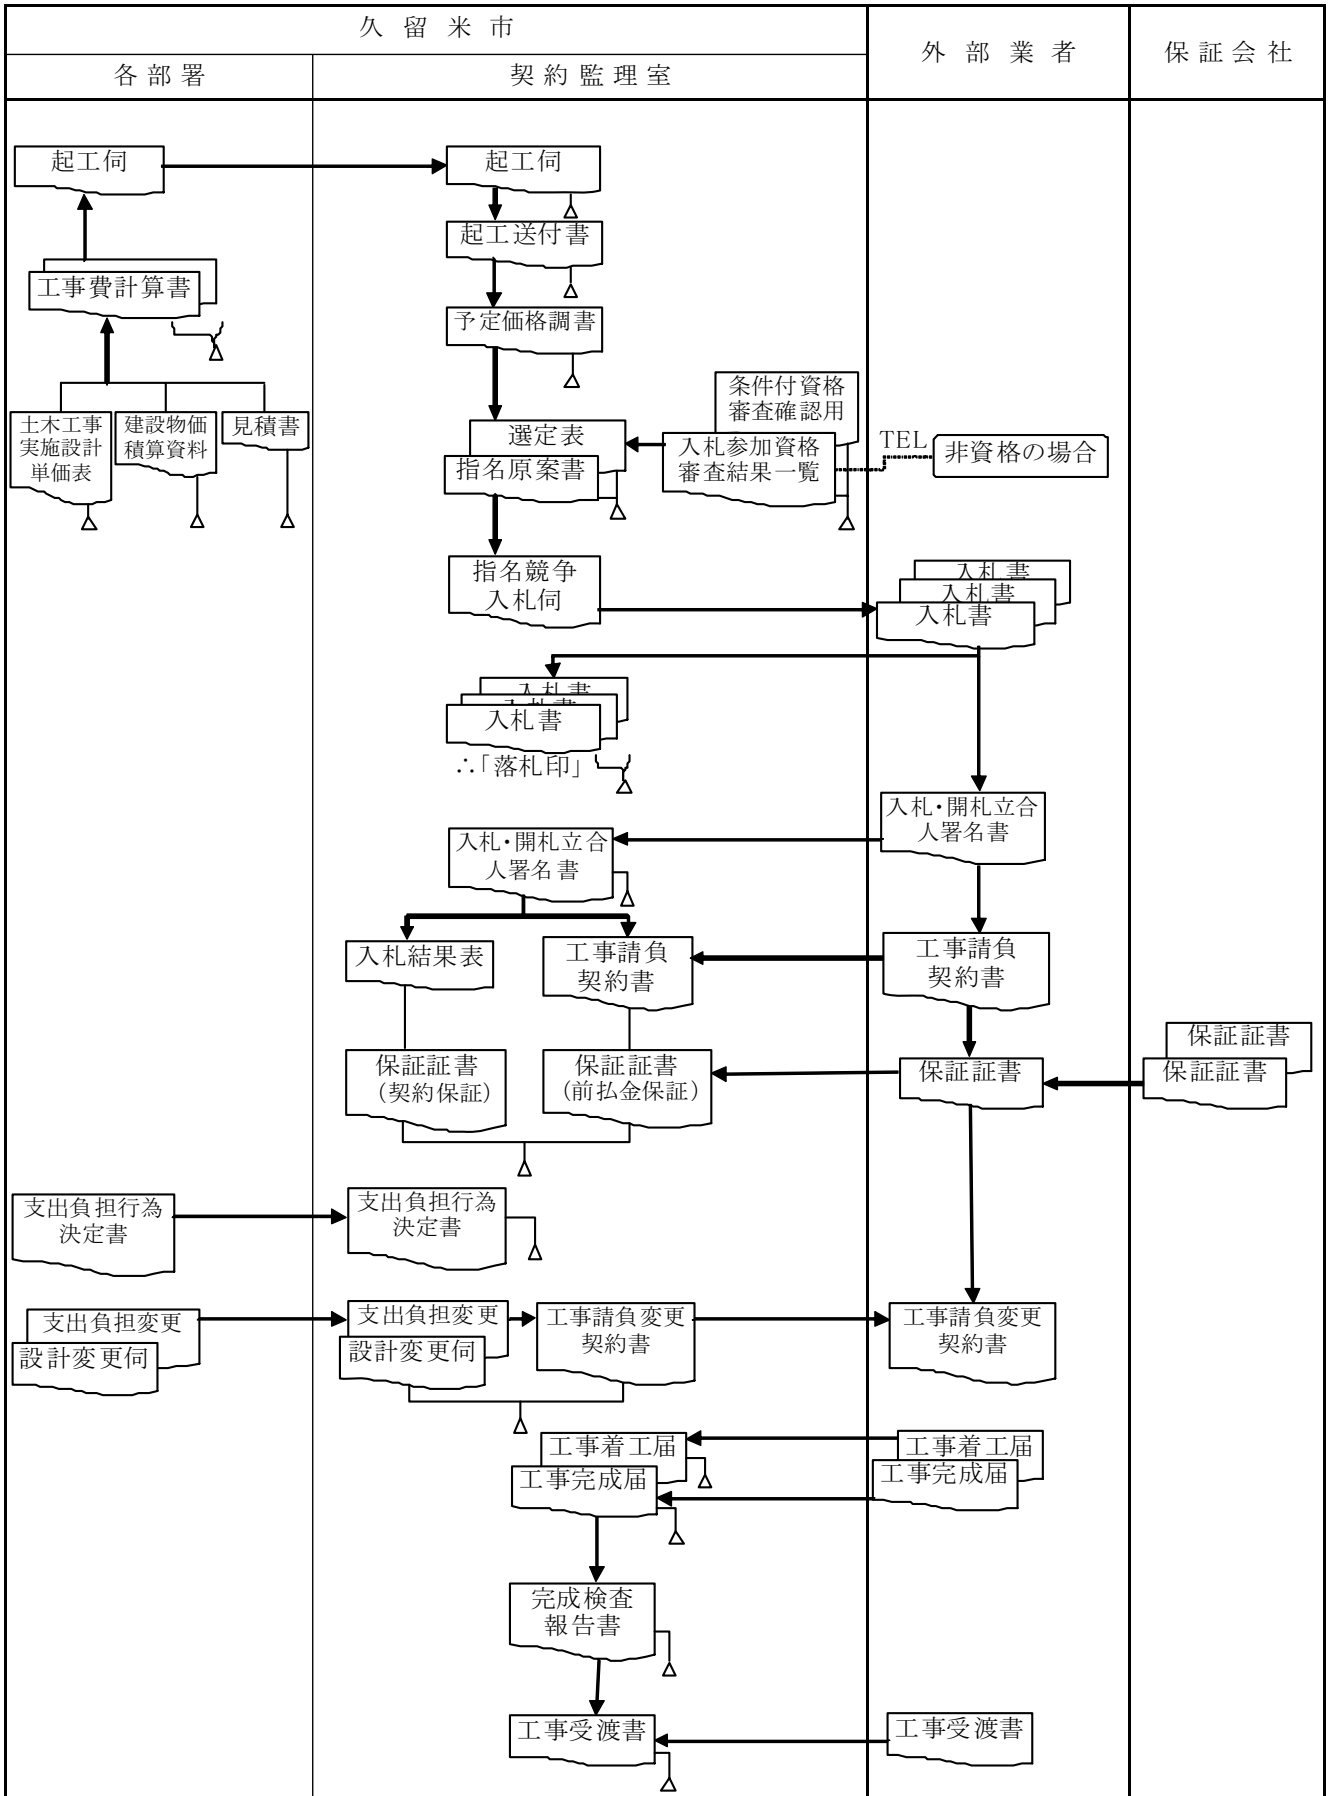 久留米市
各部署
契約監理室
外部業者
保証会社
起工伺
起工伺
起工送付書
工事費計算書
予定価格調書
土木工事
実施設計
単価表
建設物価
積算資料
見積書
条件付資格
審査確認用
選定表
指名原案書
入札参加資格
審査結果一覧
TEL
非資格の場合
指名競争
入札伺
入札書
入札書
入札書
入札書
入札書
入札書
∴「落札印」
入札・開札立合
人署名書
入札・開札立合
人署名書
入札結果表
工事請負
契約書
工事請負
契約書
保証証書
(契約保証)
保証証書
(前払金保証)
保証証書
保証証書
保証証書
支出負担行為
決定書
支出負担行為
決定書
支出負担変更
設計変更伺
支出負担変更
設計変更伺
工事請負変更
契約書
工事請負変更
契約書
工事着工届
工事完成届
工事着工届
工事完成届
完成検査
報告書
工事受渡書
工事受渡書